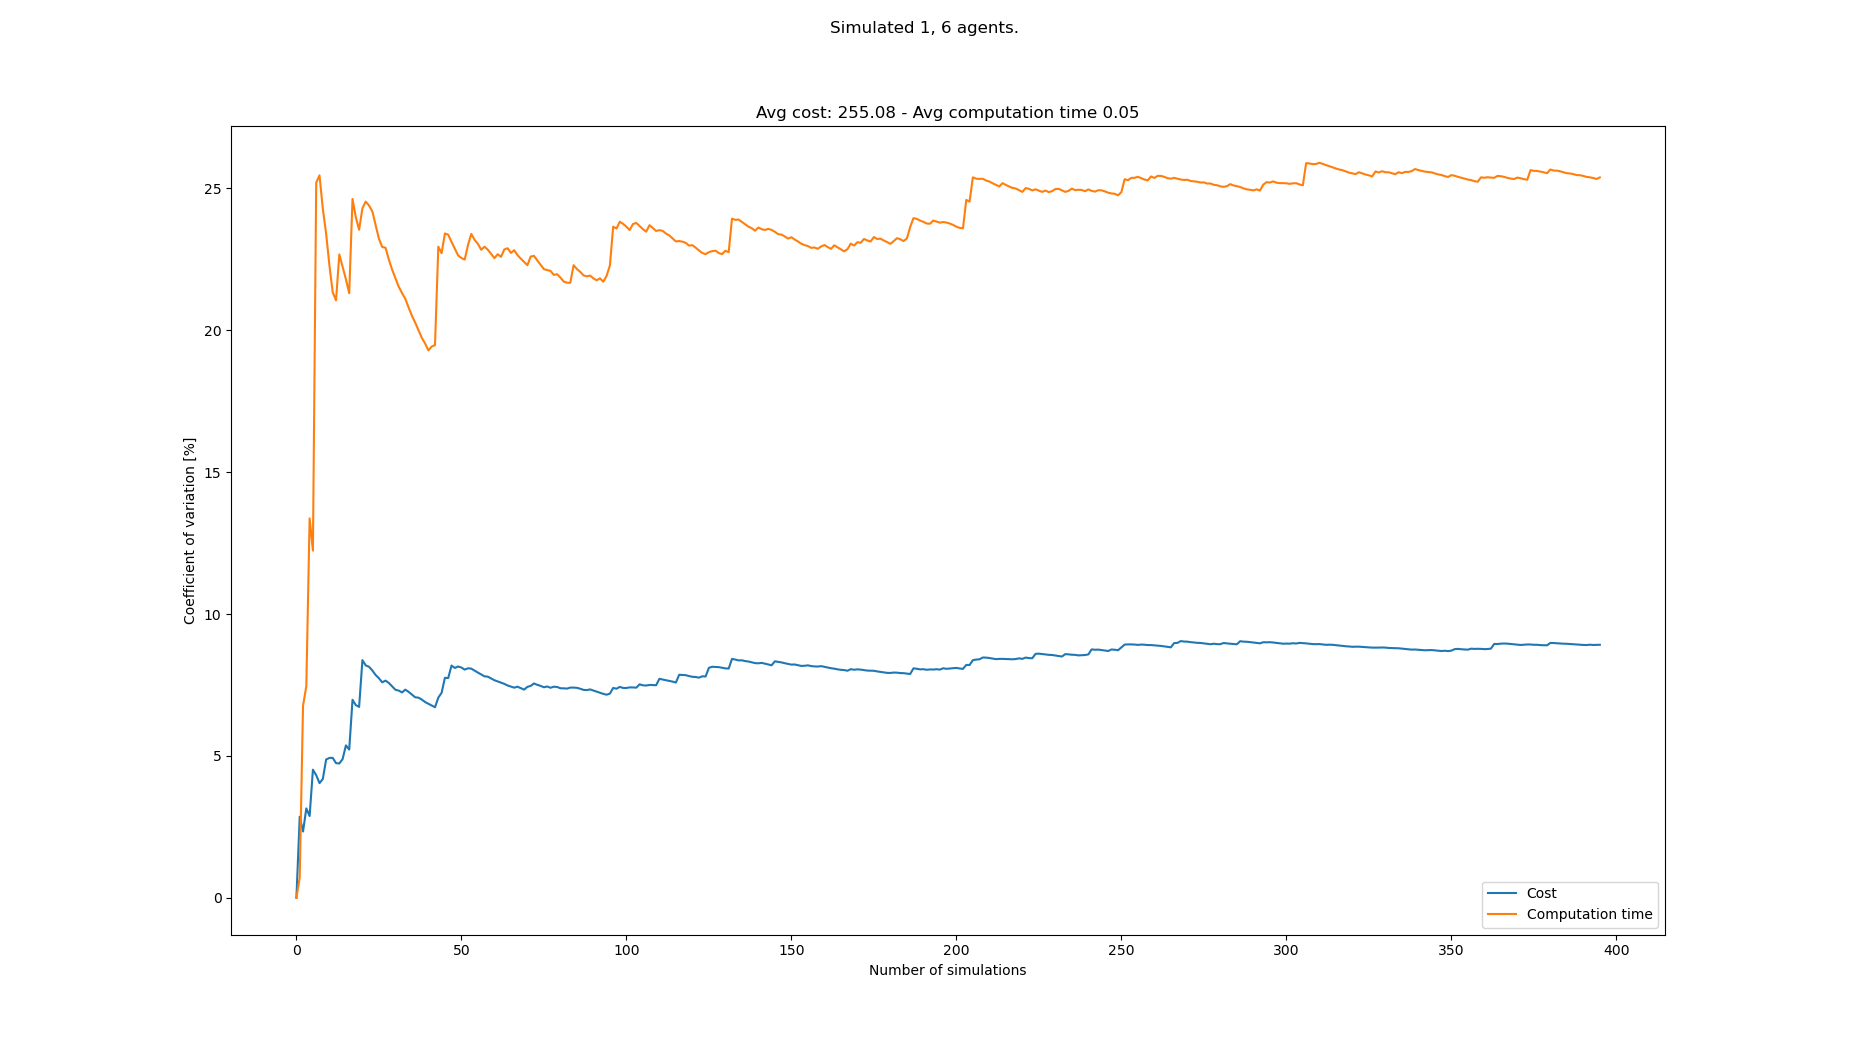 Simulated 1, 6 agents.
Avg cost: 255.08 - Avg computation time 0.05
Coefficient of variation [%]
25
20
15
10
5
0
0 50 100 150 200 250 300 350 400
Number of simulations
Cost
Computation time